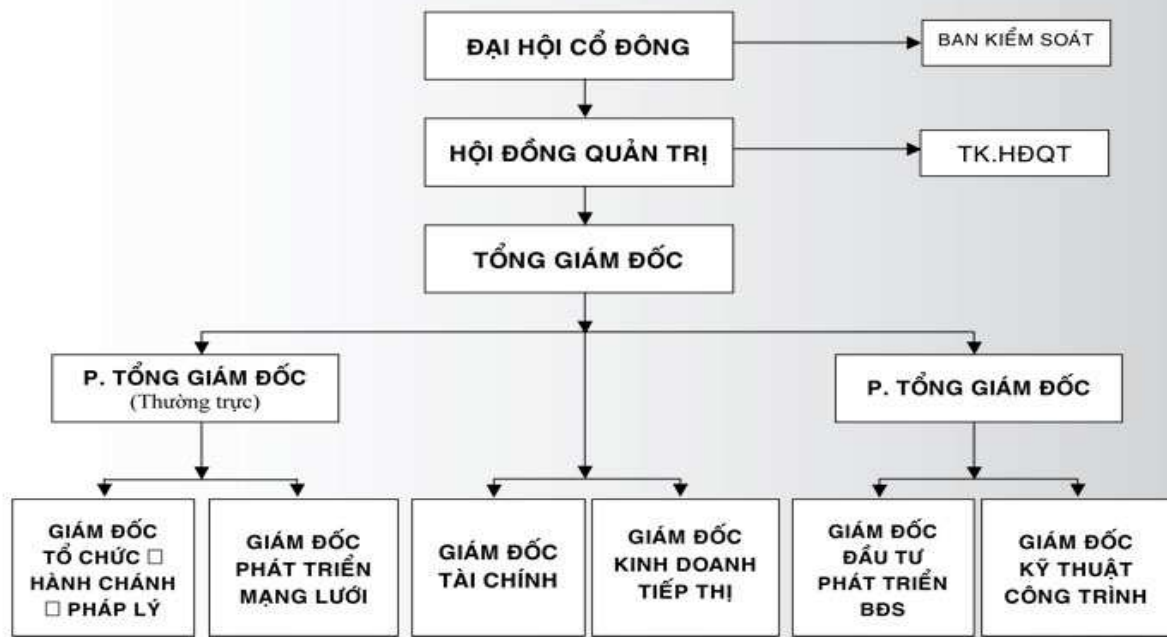 ĐẠI HỘI CỔ ĐÔNG
BAN KIỂM SOÁT
HỘI ĐỒNG QUẢN TRỊ
TK.HĐQT
TỔNG GIÁM ĐỐC
P. TỔNG GIÁM ĐỐC
(Thường trực)
P. TỔNG GIÁM ĐỐC
GIÁM ĐỐC
TỔ CHỨC □
HÀNH CHÁNH
□ PHÁP LÝ
GIÁM ĐỐC
PHÁT TRIỂN
MẠNG LƯỚI
GIÁM ĐỐC
TÀI CHÍNH
GIÁM ĐỐC
KINH DOANH
TIẾP THỊ
GIÁM ĐỐC
ĐẦU TƯ
PHÁT TRIỂN
BĐS
GIÁM ĐỐC
KỸ THUẬT
CÔNG TRÌNH